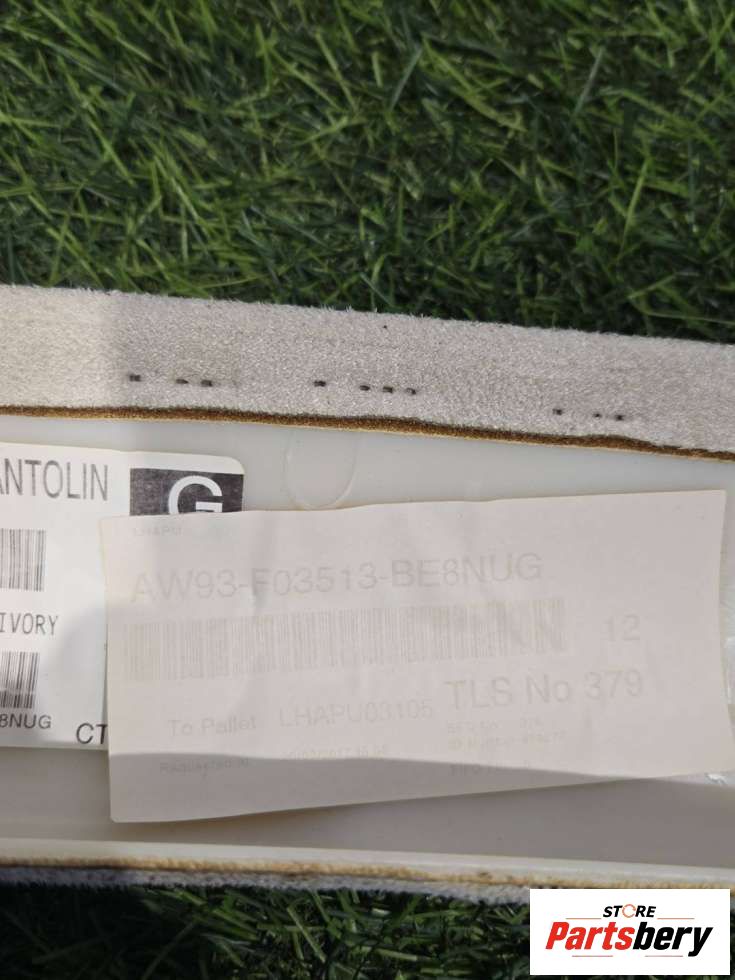 ANTOLIN
G
LHAPU
AW93-F03513-BE8NUG
IVORY
12
8NUG
CT
To Pallet LHAPU03105 TLS No 379
STORE
Partsbery